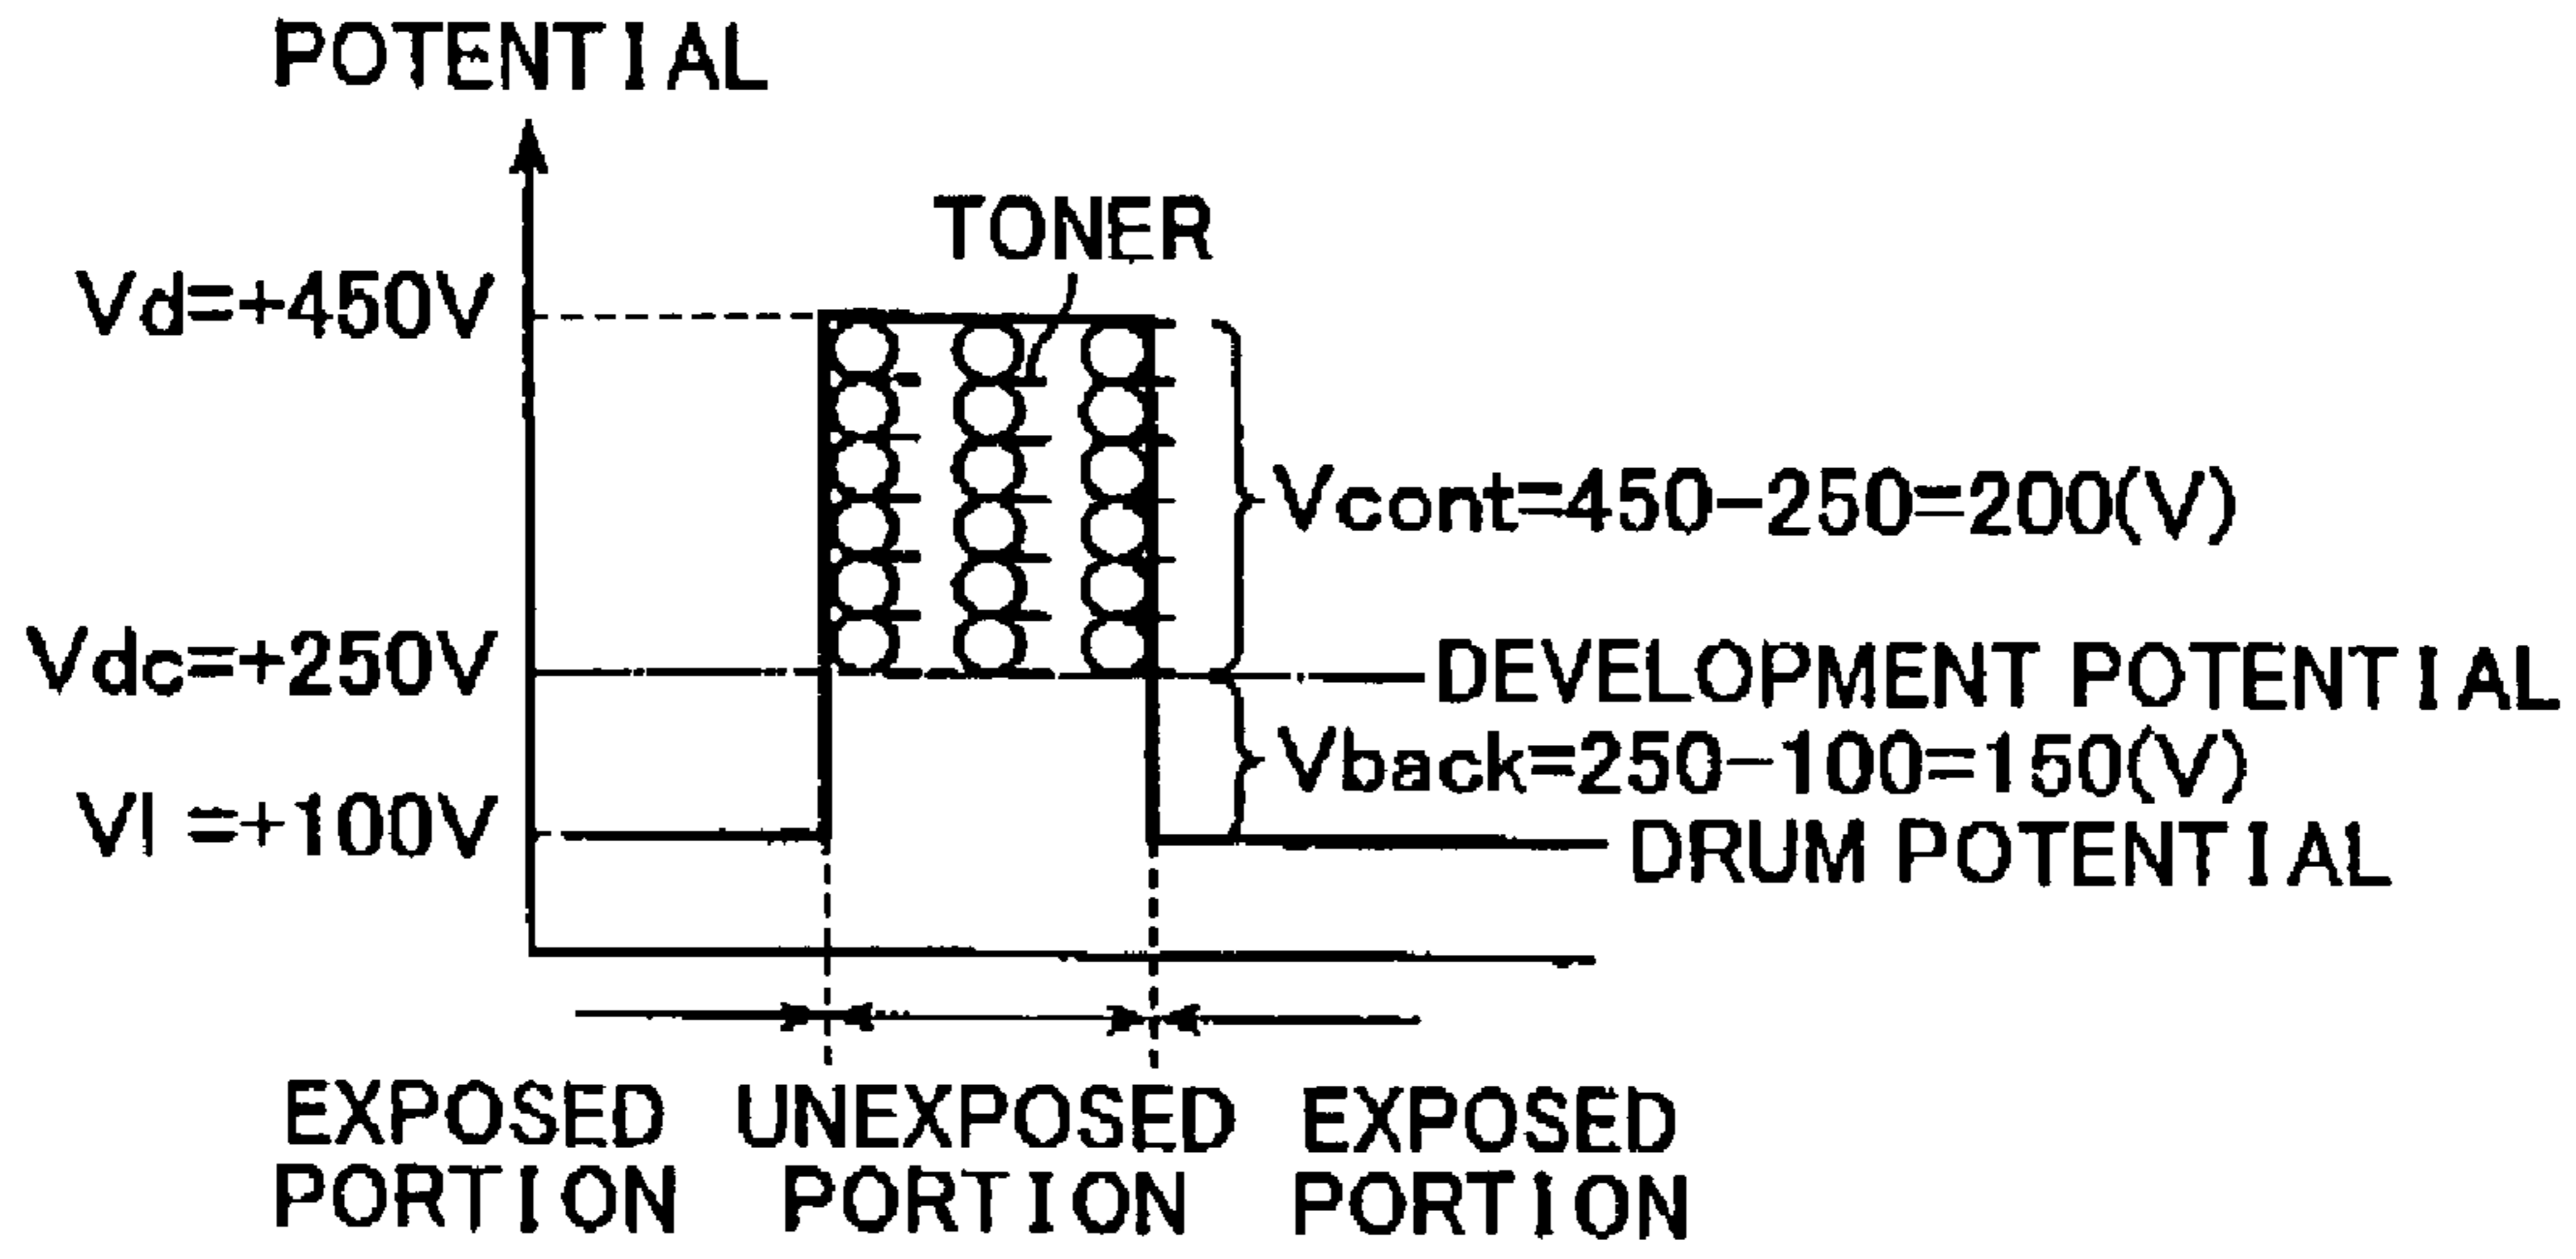 POTENTIAL
TONER
Vd=+450V
Vcont=450-250=200(V)
Vdc=+250V
DEVELOPMENT POTENTIAL
Vback=250-100=150(V)
Vl=+100V
DRUM POTENTIAL
EXPOSED PORTION
UNEXPOSED PORTION
EXPOSED PORTION